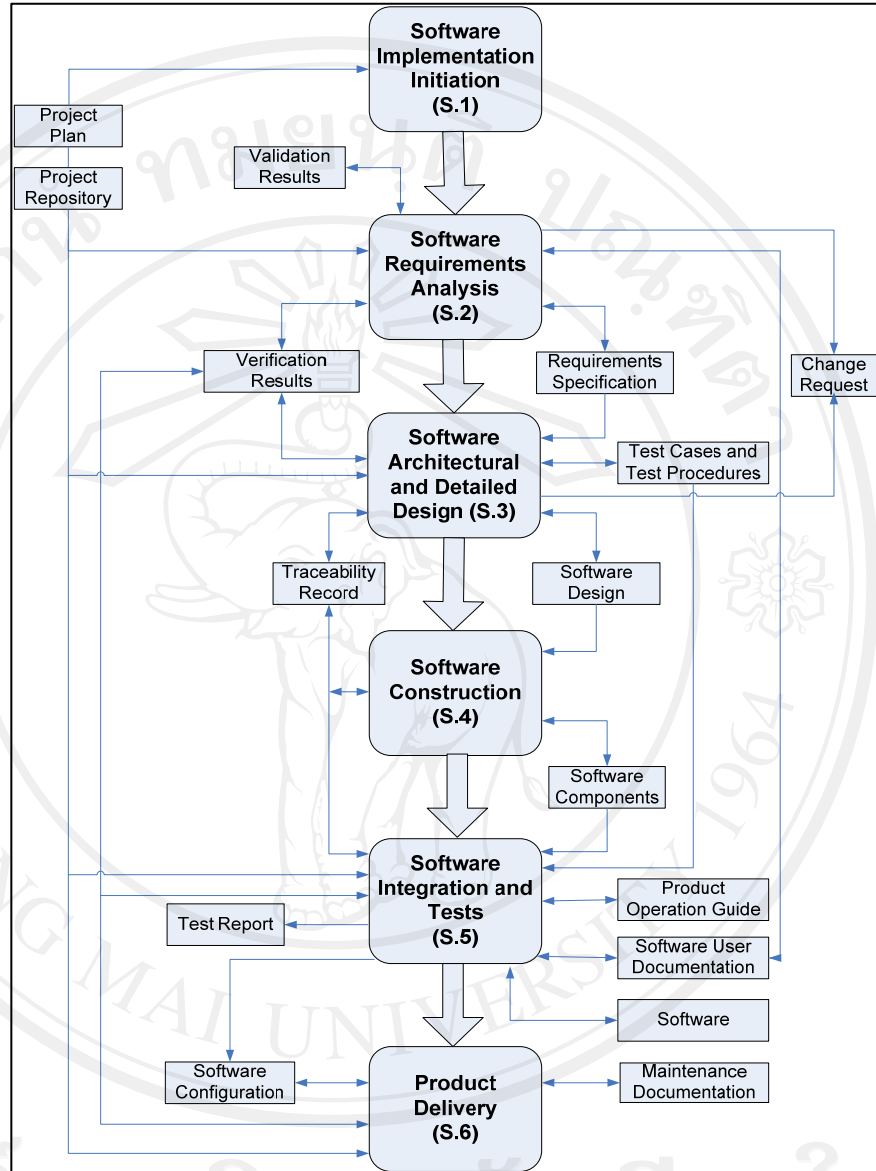 Software
Implementation
Initiation
(S.1)
Project
Plan
Project
Repository
Validation
Results
Software
Requirements
Analysis
(S.2)
Verification
Results
Requirements
Specification
Change
Request
Software
Architectural
and Detailed
Design (S.3)
Test Cases and
Test Procedures
Traceability
Record
Software
Design
Software
Construction
(S.4)
Software
Components
Software
Integration and
Tests
(S.5)
Product
Operation Guide
Test Report
Software User
Documentation
Software
Software
Configuration
Product
Delivery
(S.6)
Maintenance
Documentation
MAI UNIVERSITY 1964